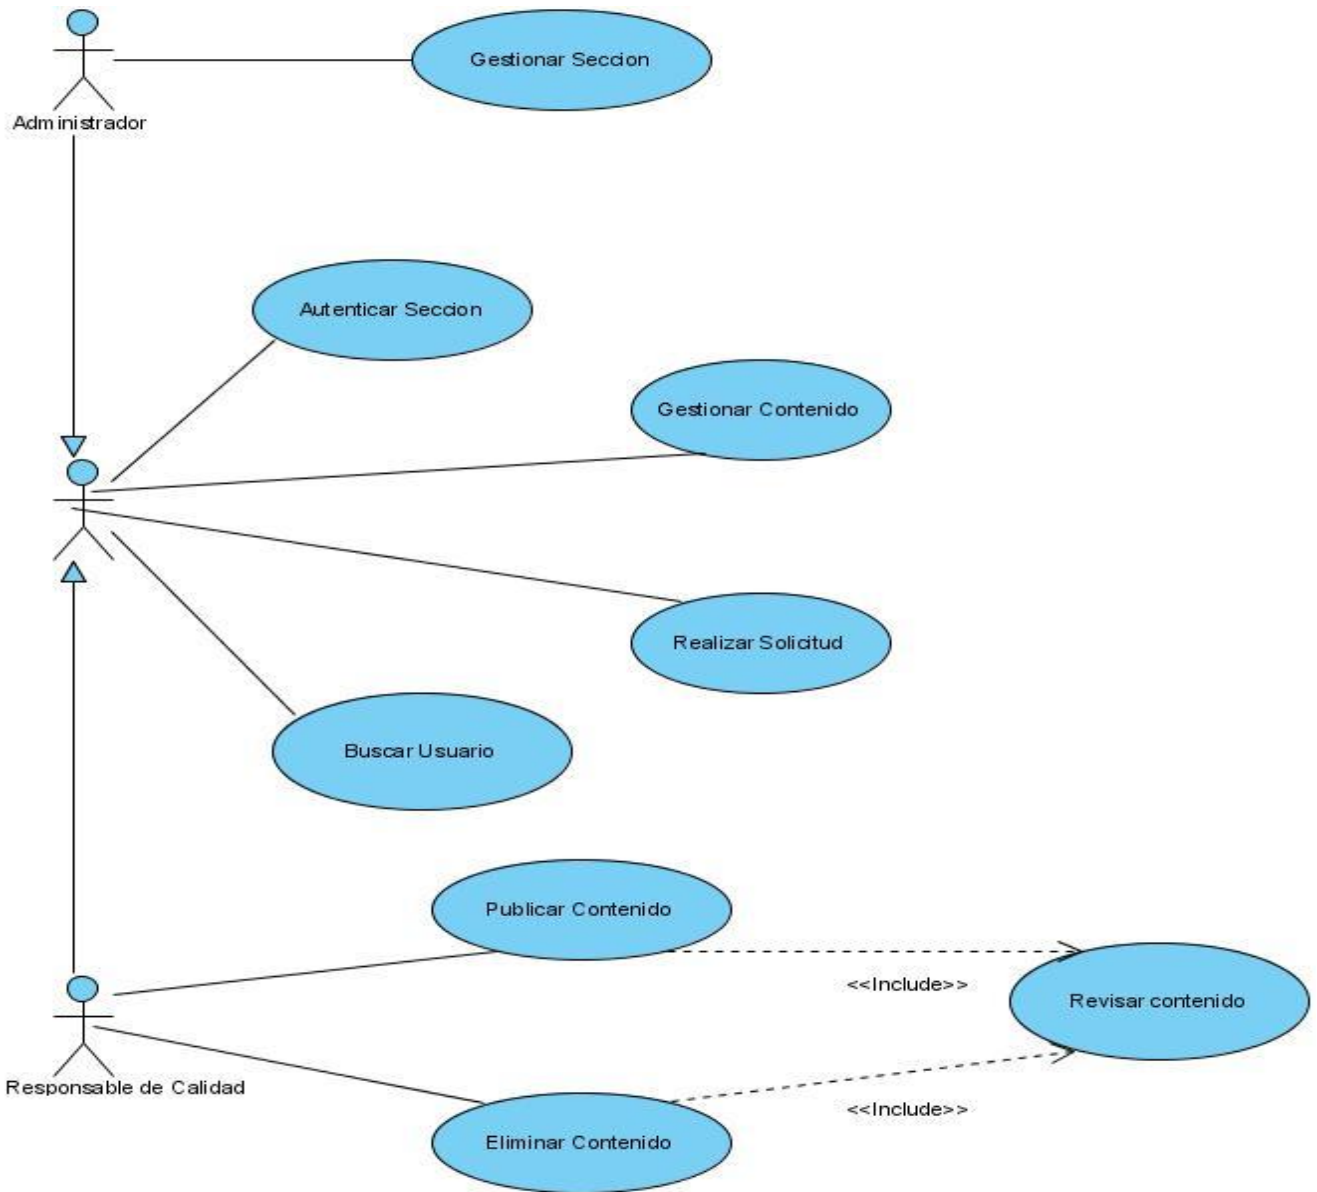 Gestionar Seccion
Administrador
Autenticar Seccion
Gestionar Contenido
Realizar Solicitud
Buscar Usuario
Publicar Contenido
<<Include>>
Revisar contenido
Responsable de Calidad
<<Include>>
Eliminar Contenido